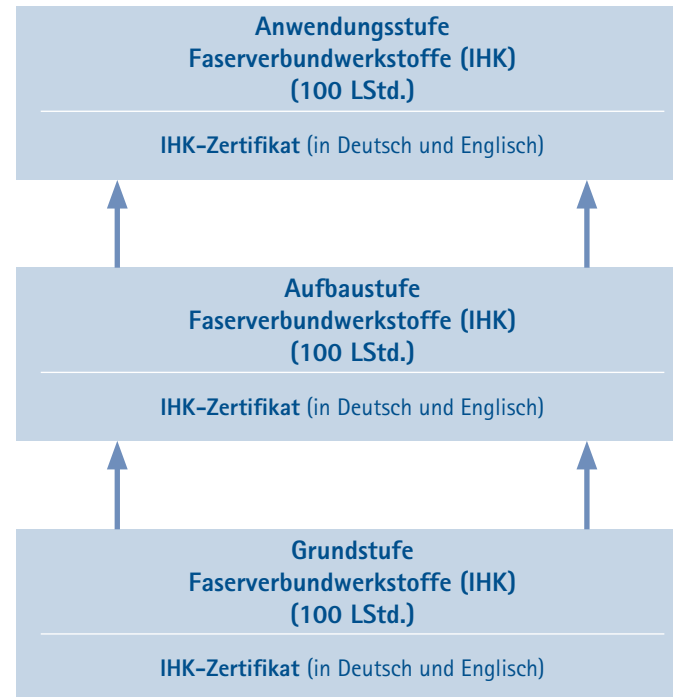 Anwendungsstufe
Faserverbundwerkstoffe (IHK)
(100 LStd.)
IHK-Zertifikat (in Deutsch und Englisch)
Aufbaustufe
Faserverbundwerkstoffe (IHK)
(100 LStd.)
IHK-Zertifikat (in Deutsch und Englisch)
Grundstufe
Faserverbundwerkstoffe (IHK)
(100 LStd.)
IHK-Zertifikat (in Deutsch und Englisch)